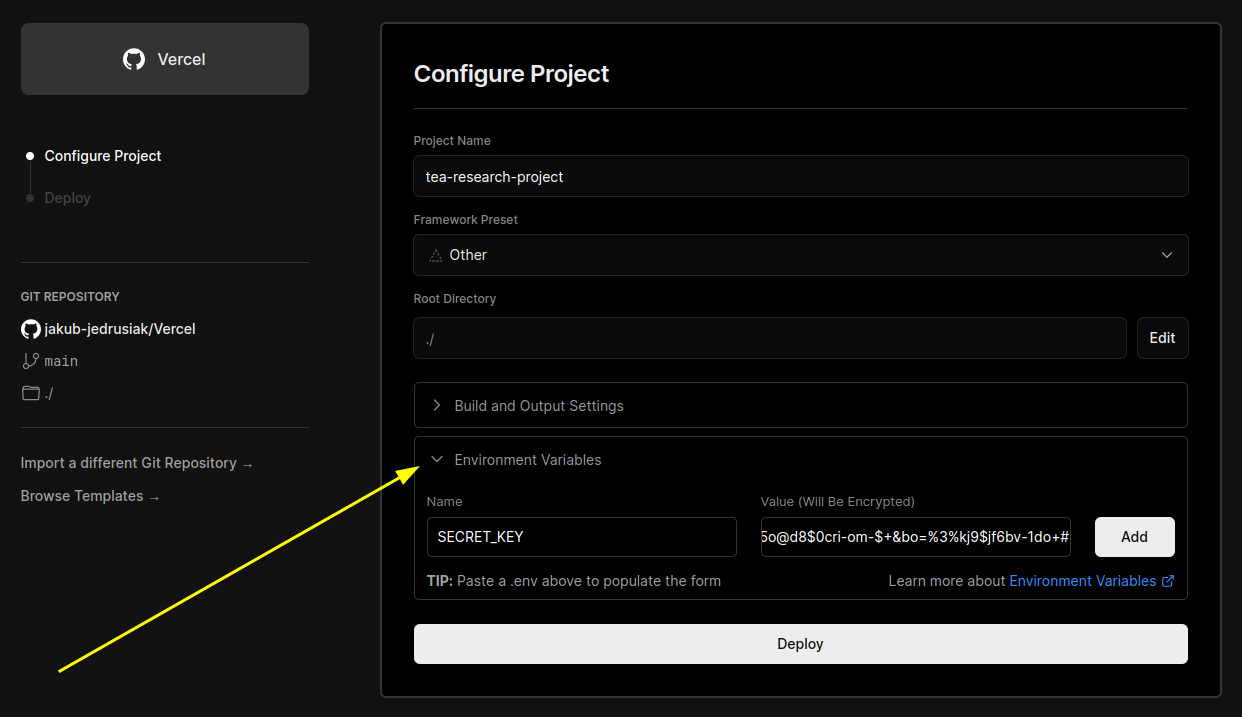 Vercel
Configure Project
Deploy
GIT REPOSITORY
jakub-jedrusiak/Vercel
main
./
Import a different Git Repository →
Browse Templates →
Configure Project
Project Name
tea-research-project
Framework Preset
Other
Root Directory
./
Edit
Build and Output Settings
Environment Variables
Name
Value (Will Be Encrypted)
SECRET_KEY
5o@d8$0cri-om-$+&bo=%3%kj9$jf6bv-1do+#
Add
TIP: Paste a .env above to populate the form
Learn more about Environment Variables
Deploy